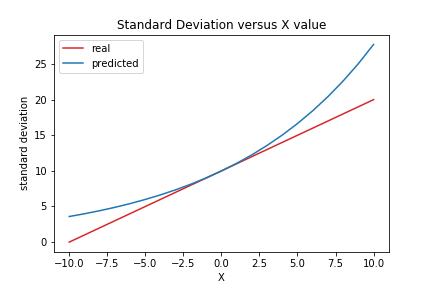 Standard Deviation versus X value
real
predicted
standard deviation
25
20
15
10
5
0
−10.0 −7.5 −5.0 −2.5 0.0 2.5 5.0 7.5 10.0
X